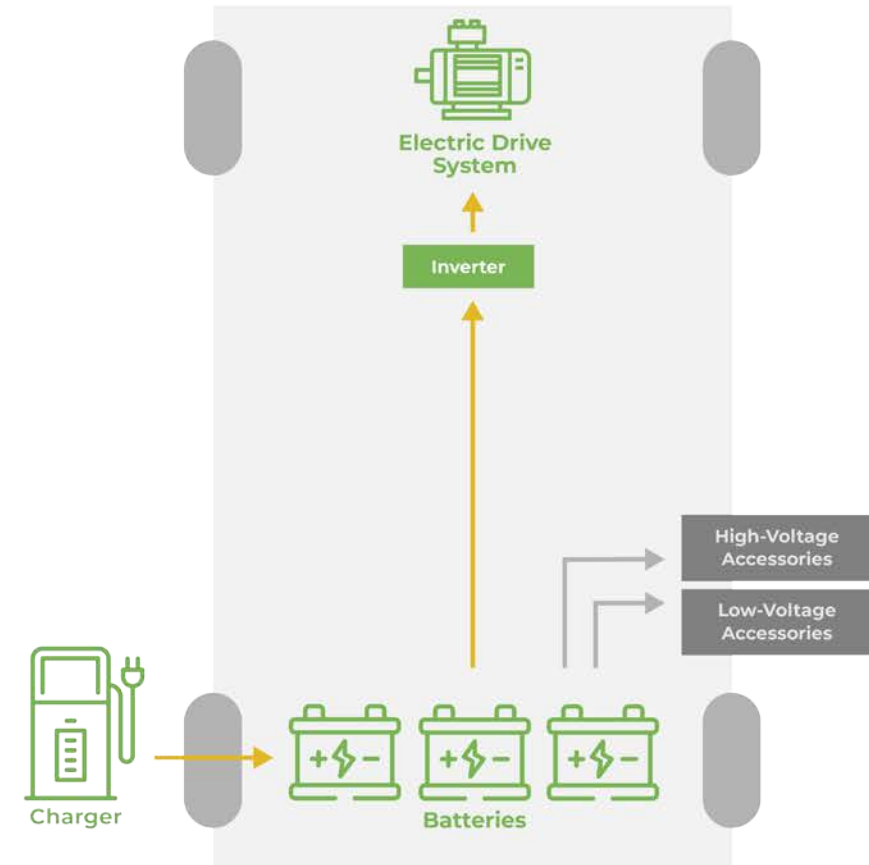 Electric Drive
System
Inverter
High-Voltage
Accessories
Low-Voltage
Accessories
Charger
Batteries